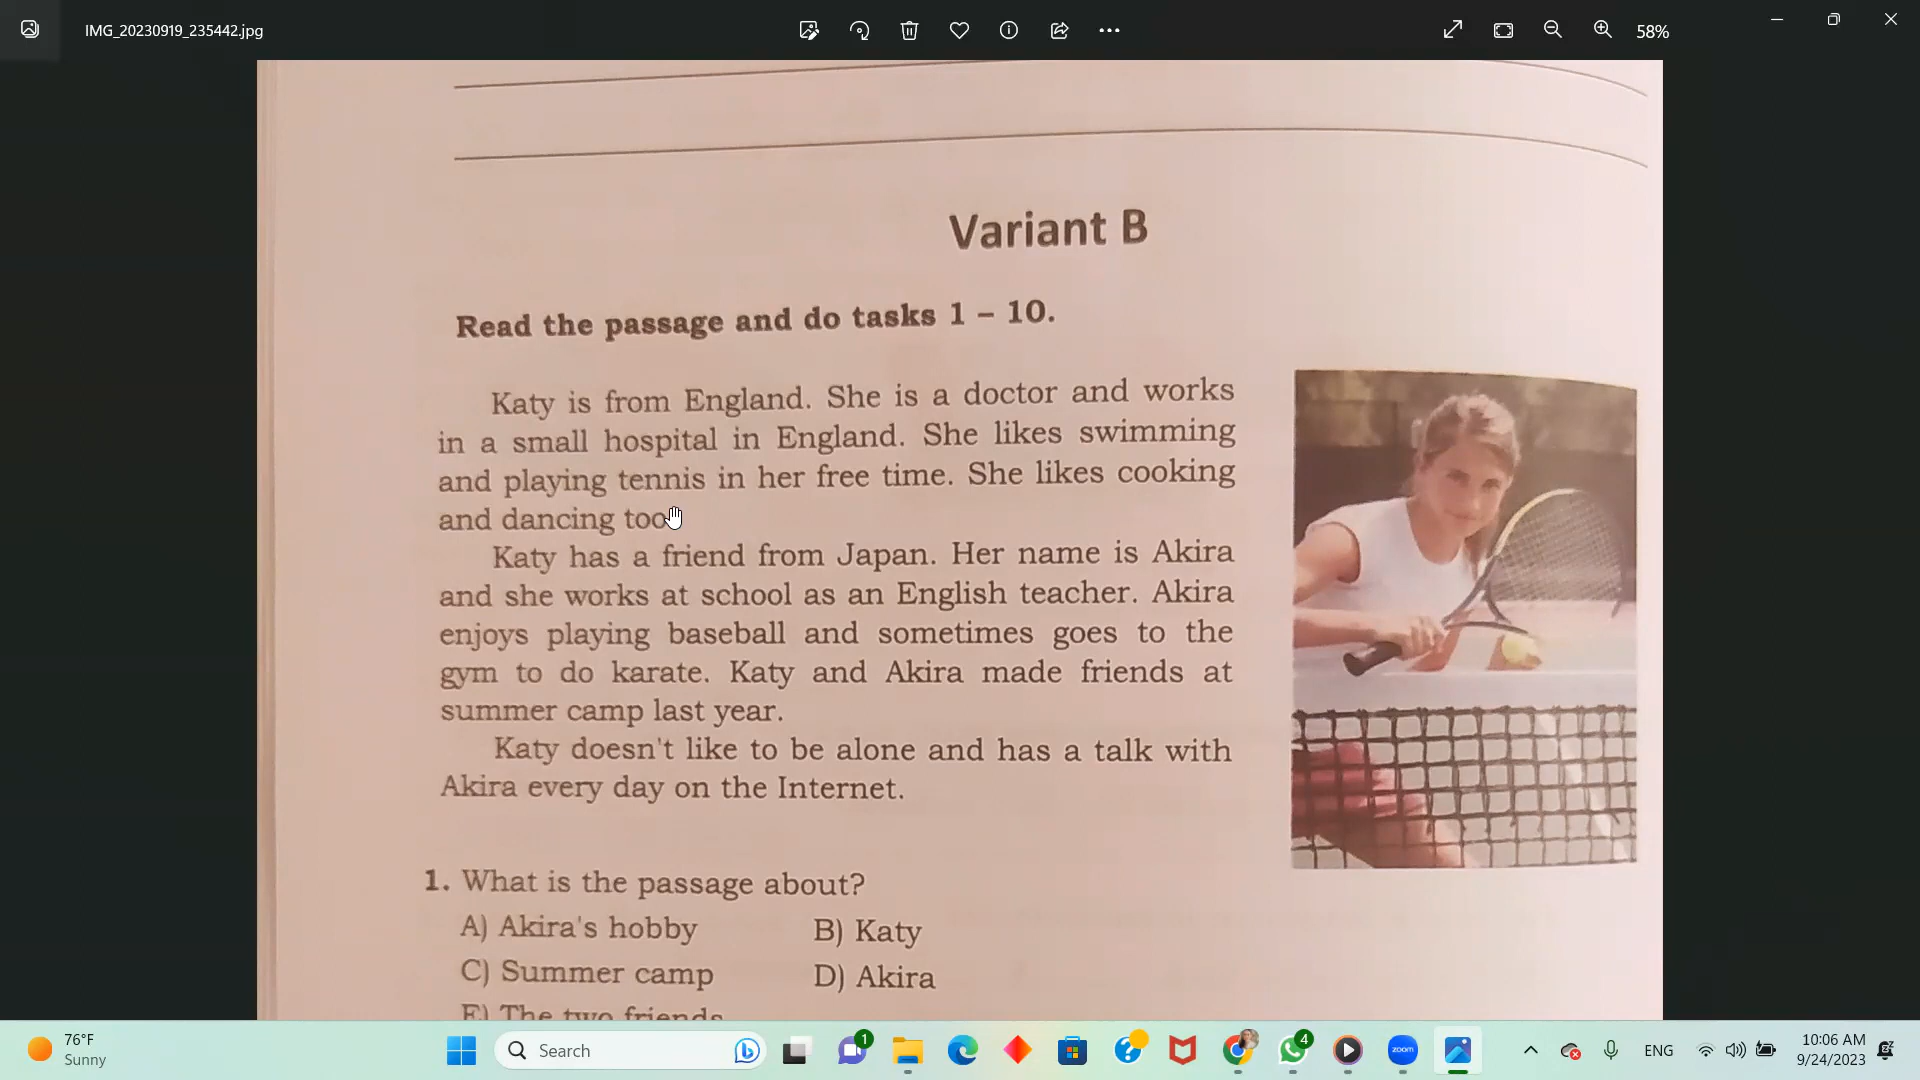 IMG_20230919_235442.jpg
58%
Variant B
Read the passage and do tasks 1 – 10.
Katy is from England. She is a doctor and works
in a small hospital in England. She likes swimming
and playing tennis in her free time. She likes cooking
and dancing too
Katy has a friend from Japan. Her name is Akira
and she works at school as an English teacher. Akira
enjoys playing baseball and sometimes goes to the
gym to do karate. Katy and Akira made friends at
summer camp last year.
Katy doesn't like to be alone and has a talk with
Akira every day on the Internet.
1. What is the passage about?
A) Akira's hobby
B) Katy
C) Summer camp
D) Akira
E) The two friends
76°F
Sunny
Search
1
zoom
4
ENG
10:06 AM
9/24/2023